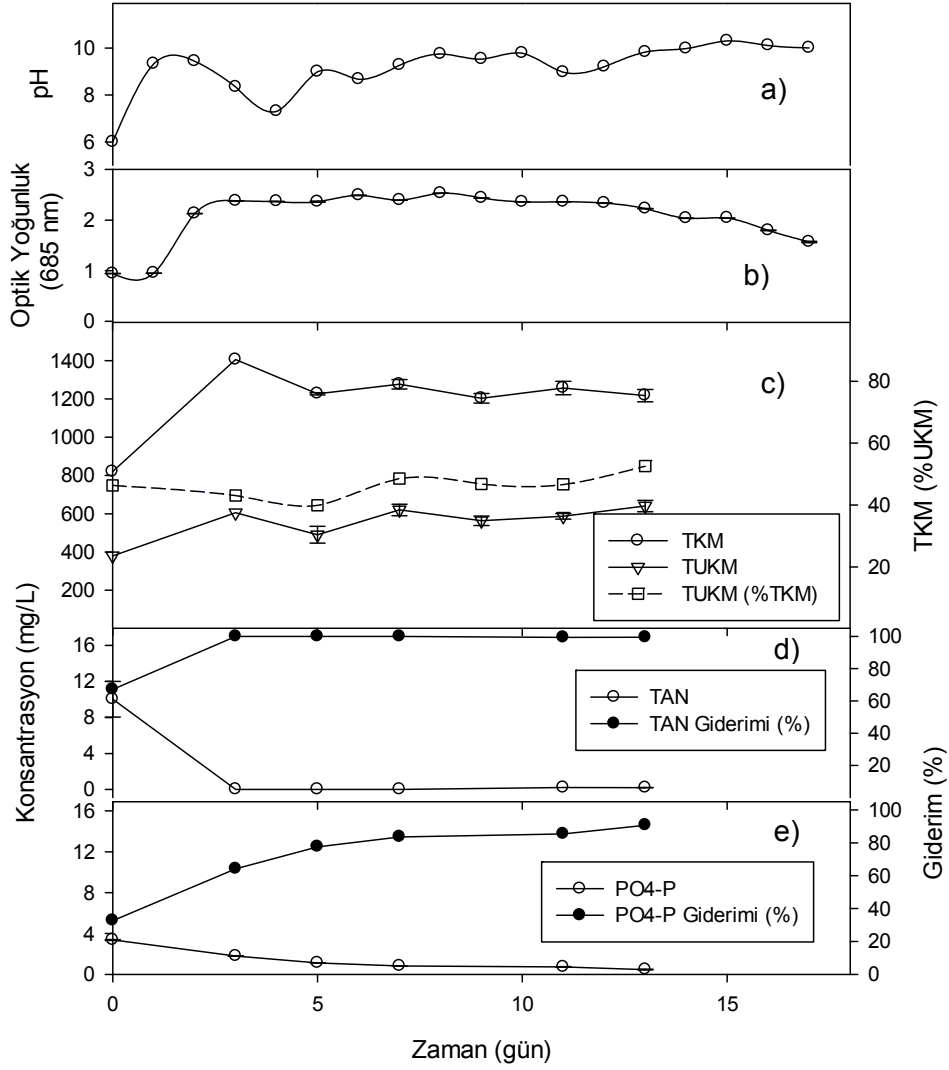 10
8
6
pH
a)
3
2
1
0
Optik Yoğunluk
(685 nm)
b)
1400
1200
1000
800
600
400
200
c)
80
60
40
20
TKM (%UKM)
TKM
TUKM
TUKM (%TKM)
Konsantrasyon (mg/L)
16
12
8
4
0
d)
100
80
60
40
20
TAN
TAN Giderimi (%)
Giderim (%)
16
12
8
4
0
e)
100
80
60
40
20
0
PO4-P
PO4-P Giderimi (%)
0 5 10 15
Zaman (gün)